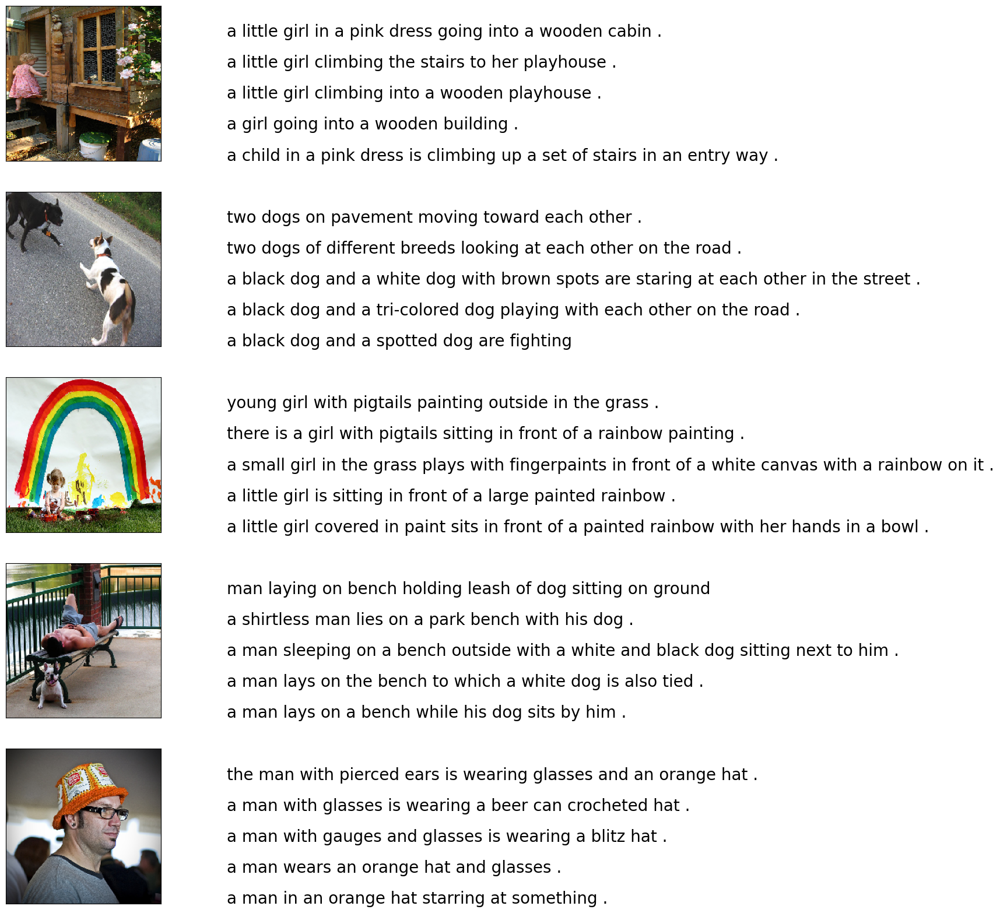 a little girl in a pink dress going into a wooden cabin .
a little girl climbing the stairs to her playhouse .
a little girl climbing into a wooden playhouse .
a girl going into a wooden building .
a child in a pink dress is climbing up a set of stairs in an entry way .
two dogs on pavement moving toward each other .
two dogs of different breeds looking at each other on the road .
a black dog and a white dog with brown spots are staring at each other in the street .
a black dog and a tri-colored dog playing with each other on the road .
a black dog and a spotted dog are fighting
young girl with pigtails painting outside in the grass .
there is a girl with pigtails sitting in front of a rainbow painting .
a small girl in the grass plays with fingerpaints in front of a white canvas with a rainbow on it .
a little girl is sitting in front of a large painted rainbow .
a little girl covered in paint sits in front of a painted rainbow with her hands in a bowl .
man laying on bench holding leash of dog sitting on ground
a shirtless man lies on a park bench with his dog .
a man sleeping on a bench outside with a white and black dog sitting next to him .
a man lays on the bench to which a white dog is also tied .
a man lays on a bench while his dog sits by him .
the man with pierced ears is wearing glasses and an orange hat .
a man with glasses is wearing a beer can crocheted hat .
a man with gauges and glasses is wearing a blitz hat .
a man wears an orange hat and glasses .
a man in an orange hat starring at something .